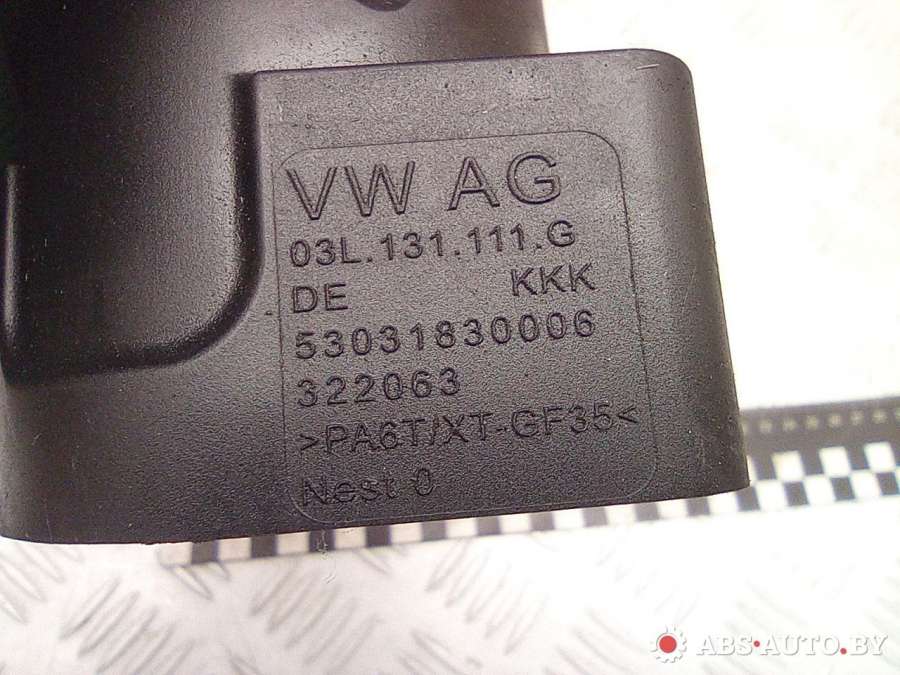 VW AG
03L.131.111.G
DE KKK
53031830006
322063
>PA6T/XT-GF35<
Nest 0
ABS-AUTO.BY